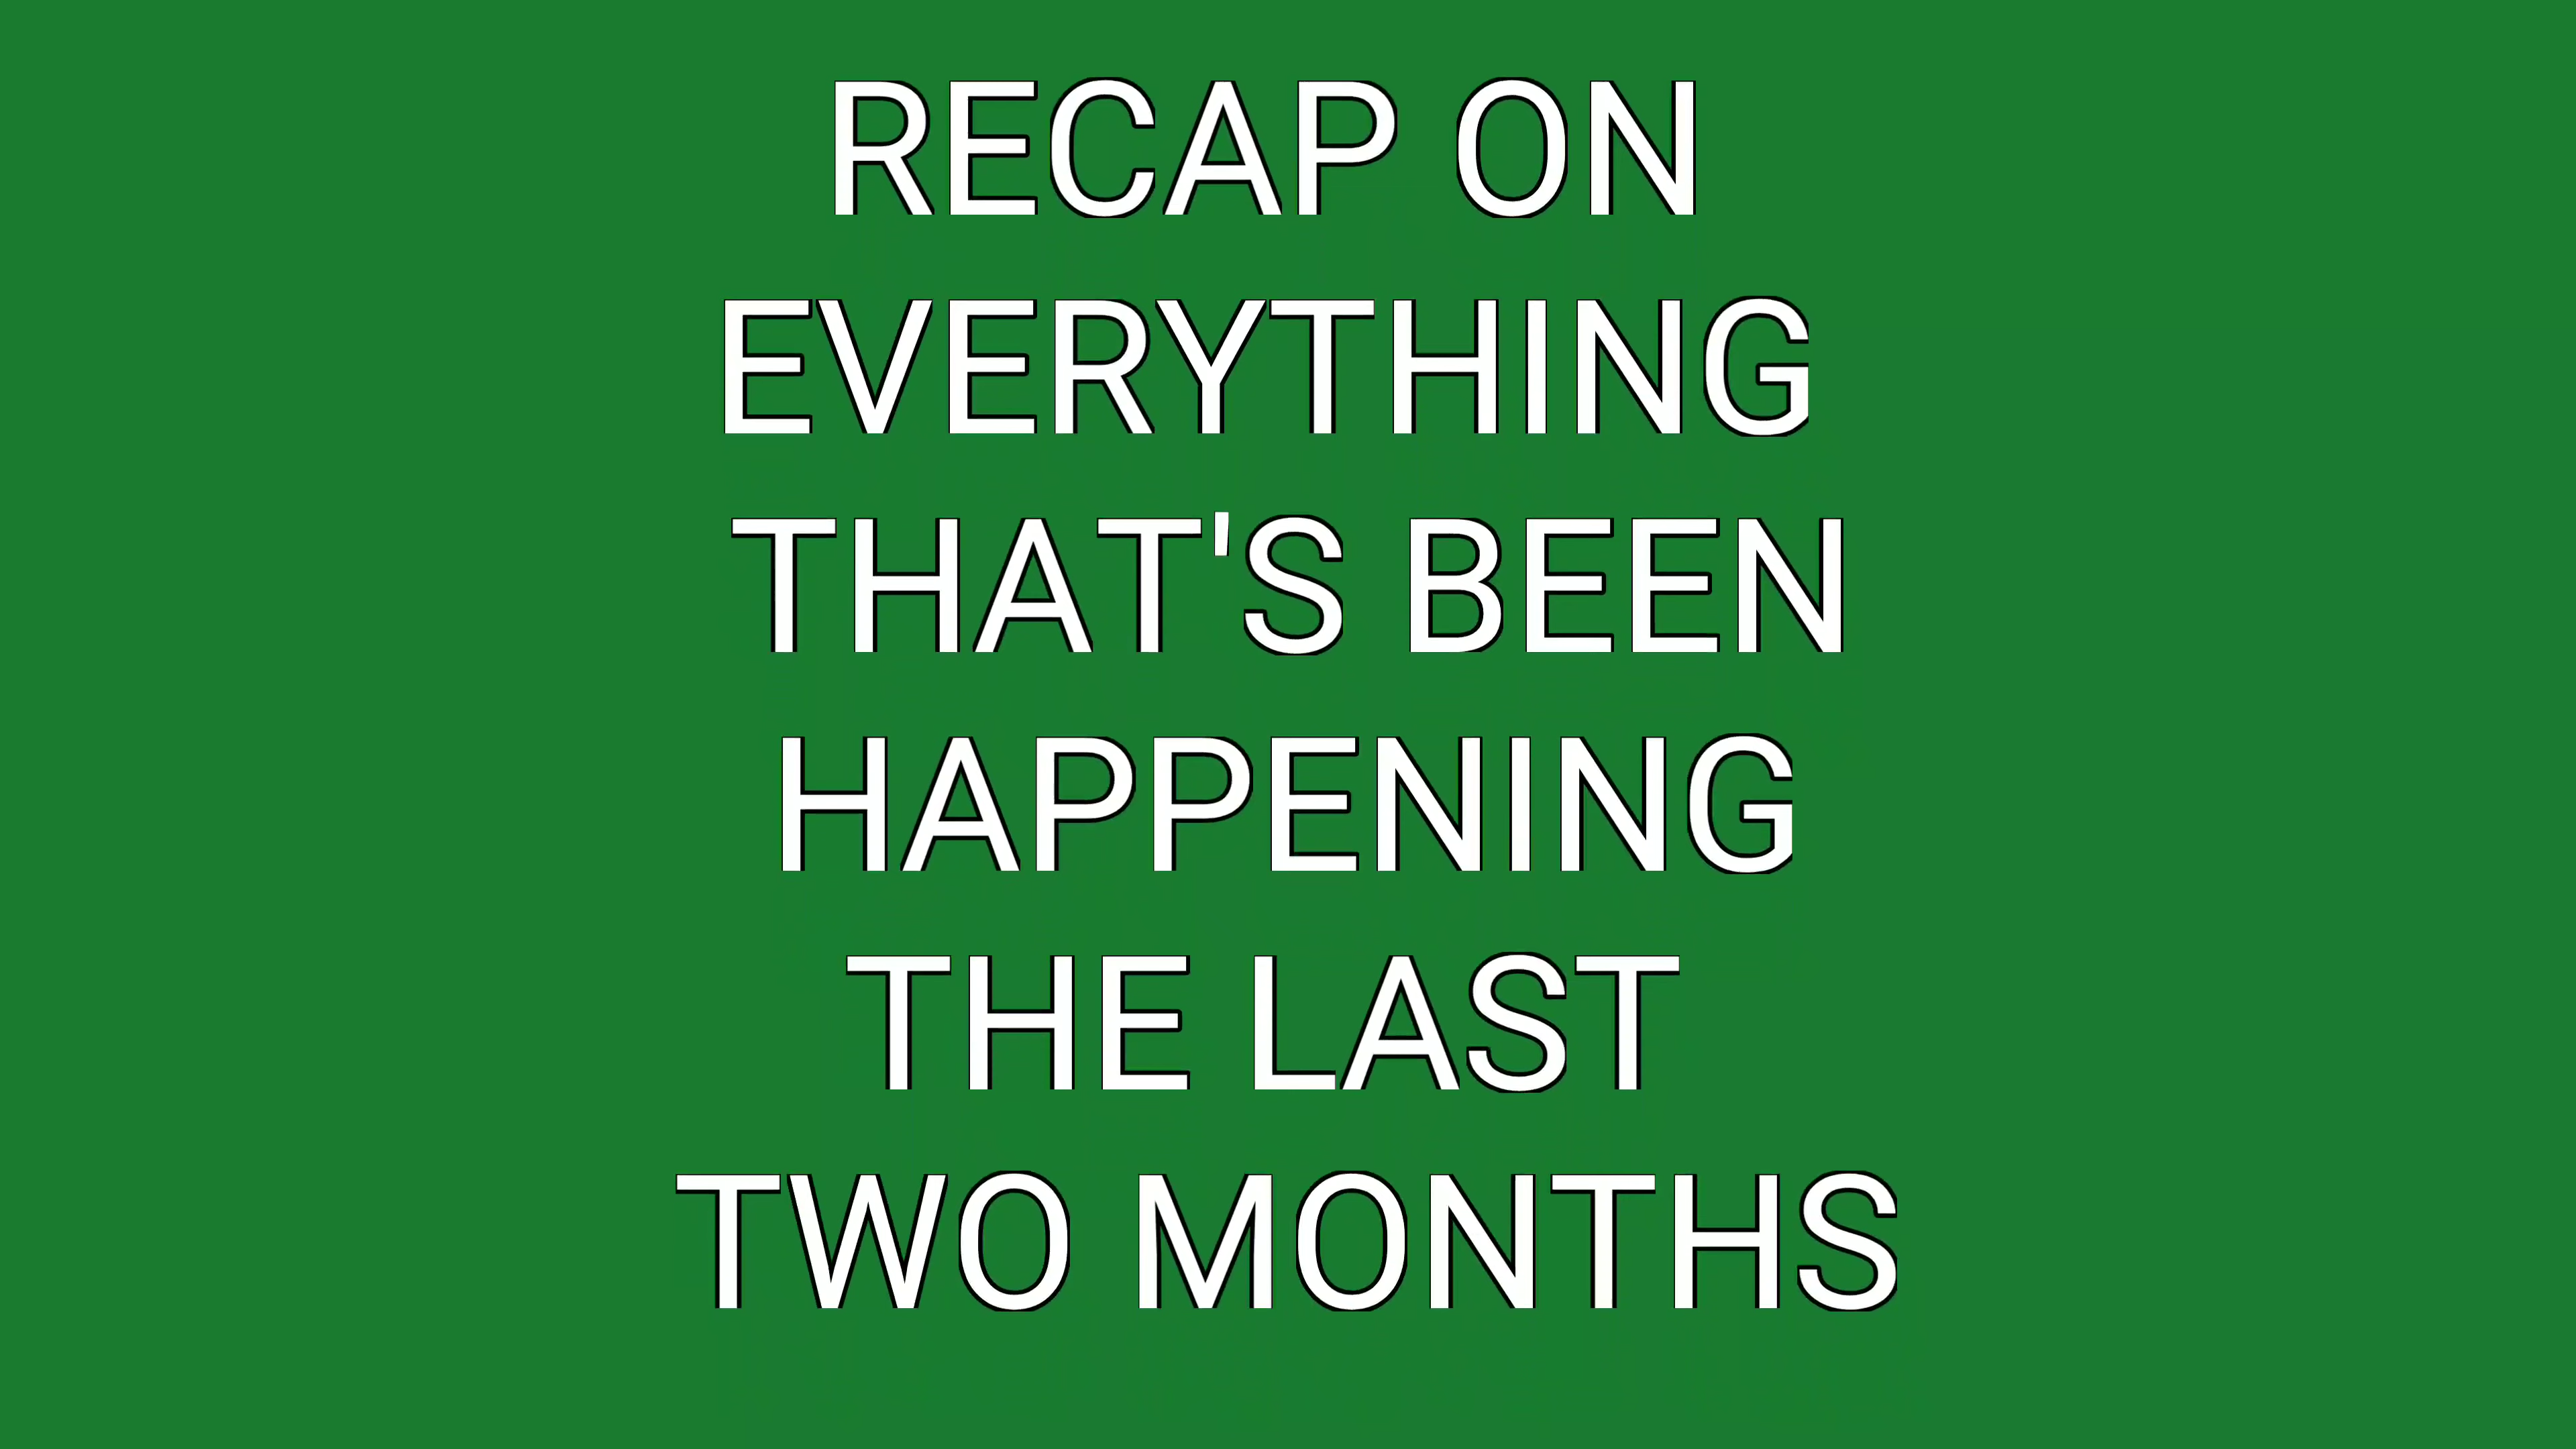 RECAP ON
EVERYTHING
THAT'S BEEN
HAPPENING
THE LAST
TWO MONTHS